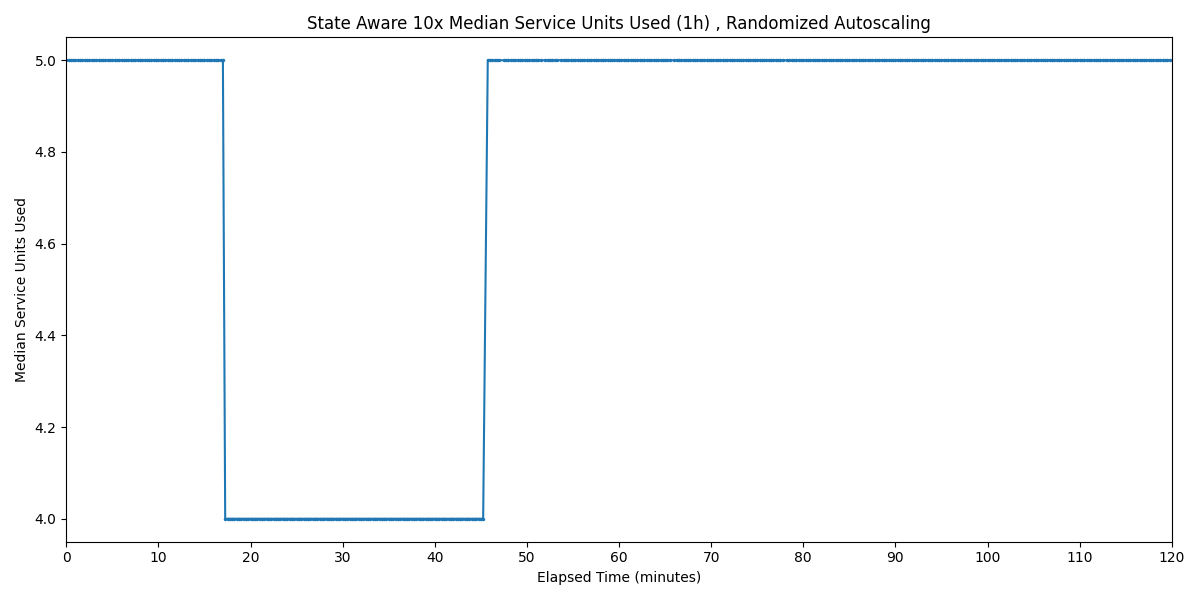 State Aware 10x Median Service Units Used (1h) , Randomized Autoscaling
Median Service Units Used
5.0
4.8
4.6
4.4
4.2
4.0
0 10 20 30 40 50 60 70 80 90 100 110 120
Elapsed Time (minutes)